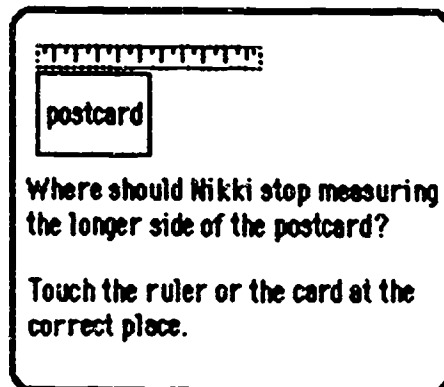 postcard
Where should Nikki stop measuring
the longer side of the postcard?
Touch the ruler or the card at the
correct place.